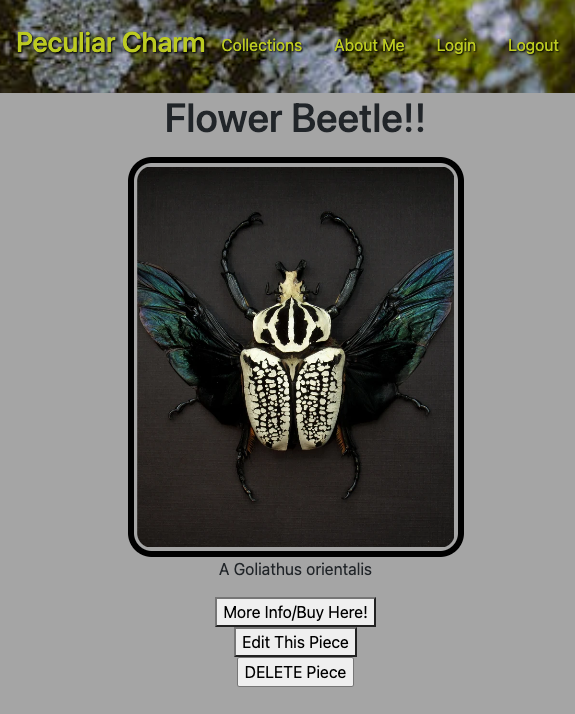 Peculiar Charm Collections About Me Login Logout
Flower Beetle!!
A Goliathus orientalis
More Info/Buy Here!
Edit This Piece
DELETE Piece